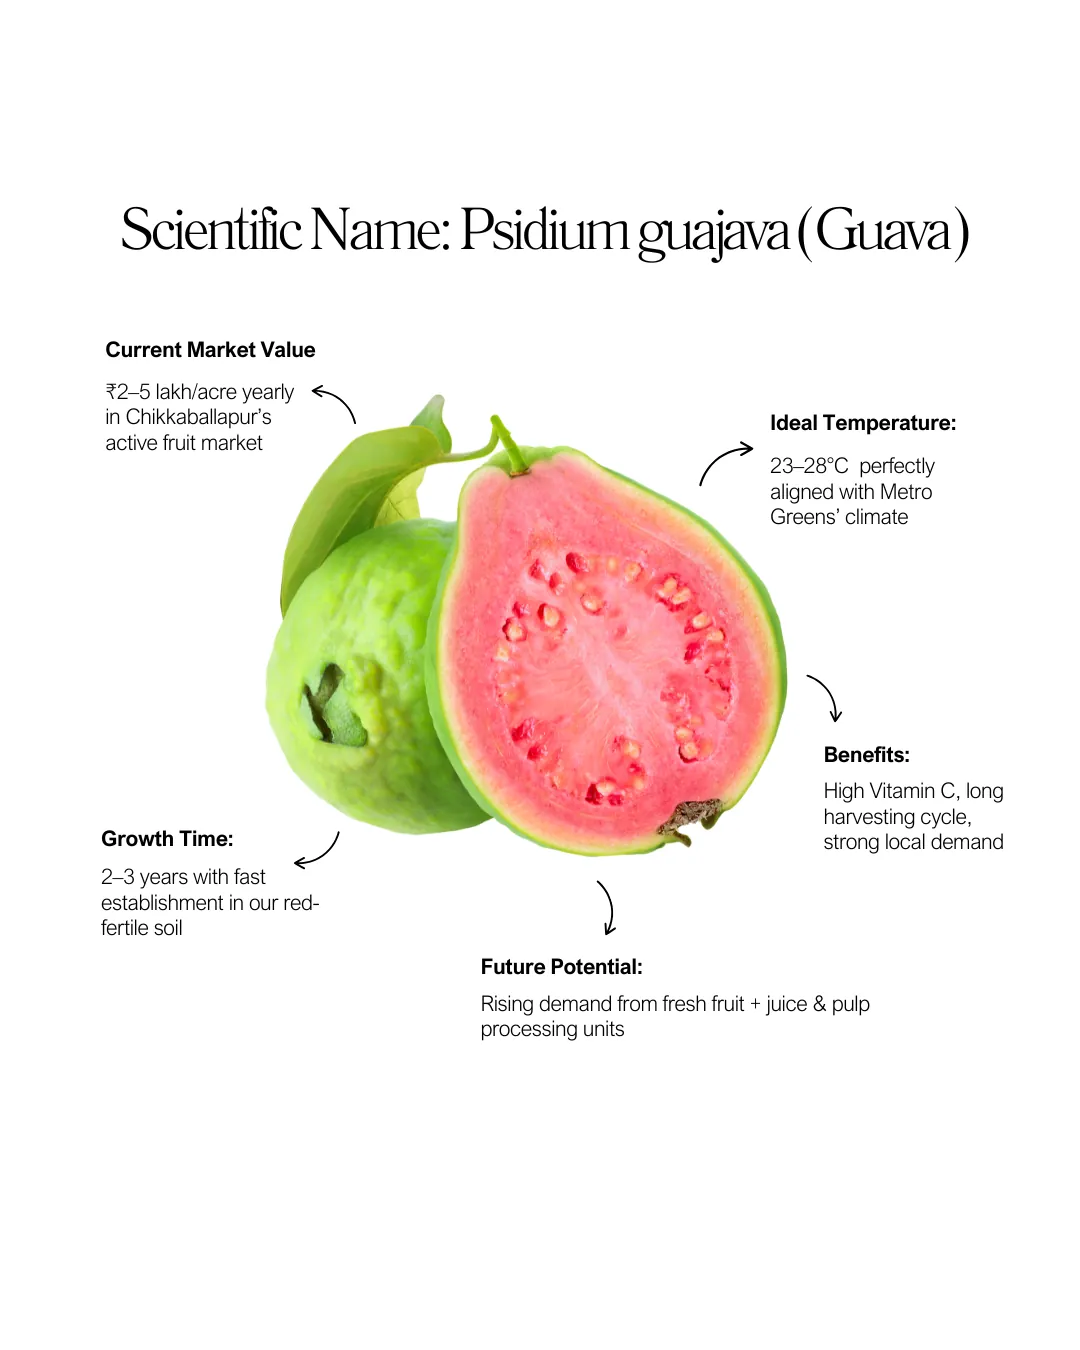 Scientific Name: Psidium guajava ( Guava )
Current Market Value
₹2–5 lakh/acre yearly
in Chikkaballapur’s
active fruit market
Ideal Temperature:
23–28°C  perfectly
aligned with Metro
Greens’ climate
Benefits:
High Vitamin C, long
harvesting cycle,
strong local demand
Growth Time:
2–3 years with fast
establishment in our red-
fertile soil
Future Potential:
Rising demand from fresh fruit + juice & pulp
processing units